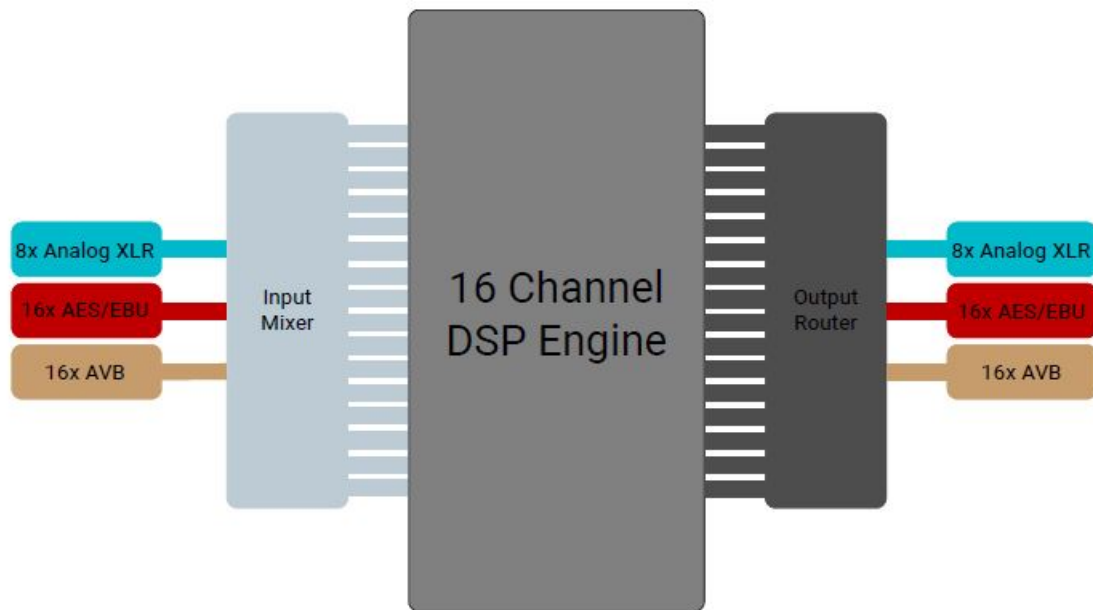 8x Analog XLR
16x AES/EBU
16x AVB
Input
Mixer
16 Channel
DSP Engine
Output
Router
8x Analog XLR
16x AES/EBU
16x AVB